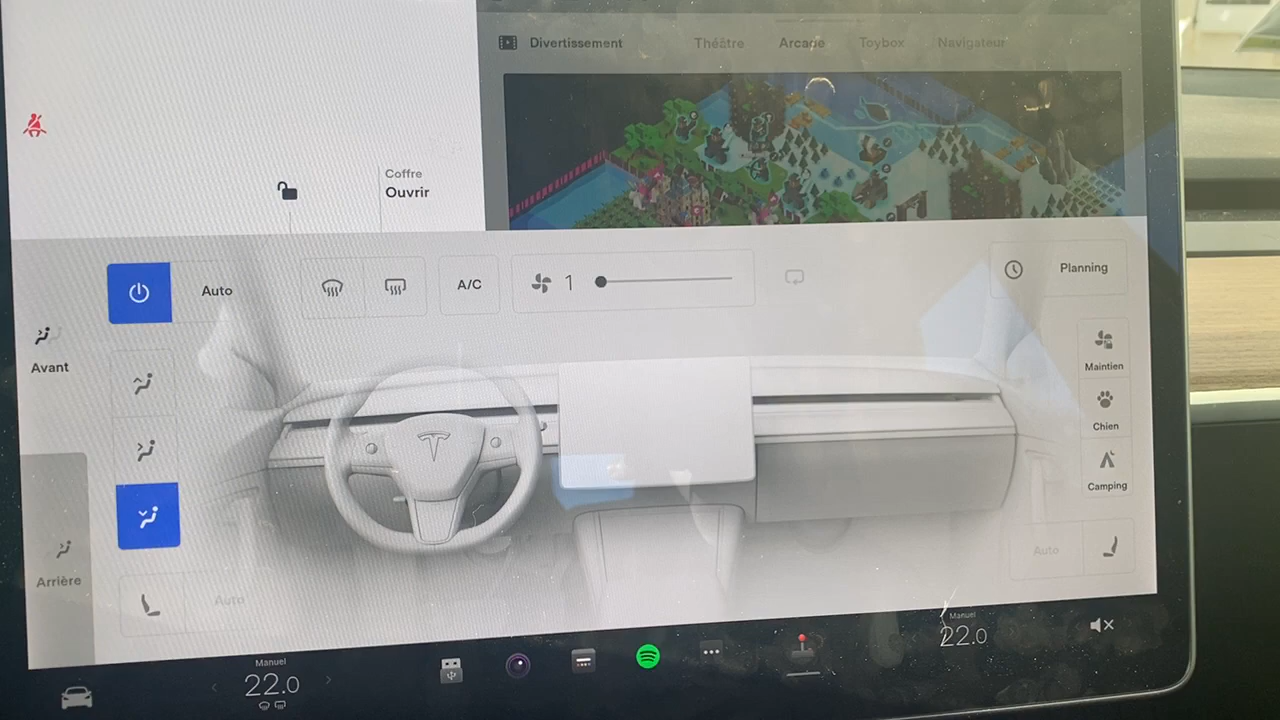 Divertissement
Théâtre
Arcade
Toybox
Navigateur
Coffre
Ouvrir
Auto
A/C
1
Planning
Avant
Maintien
Chien
Camping
Arrière
Auto
Auto
Manuel
22.0
Manuel
22.0